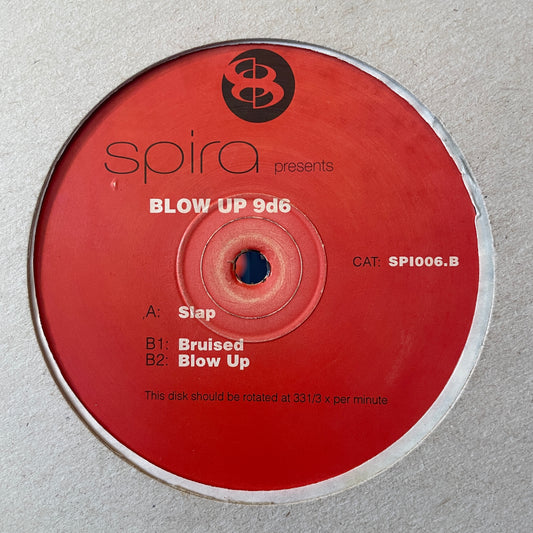 spira presents
BLOW UP 9d6
CAT: SPI006.B
A: Slap
B1: Bruised
B2: Blow Up
This disk should be rotated at 331/3 x per minute